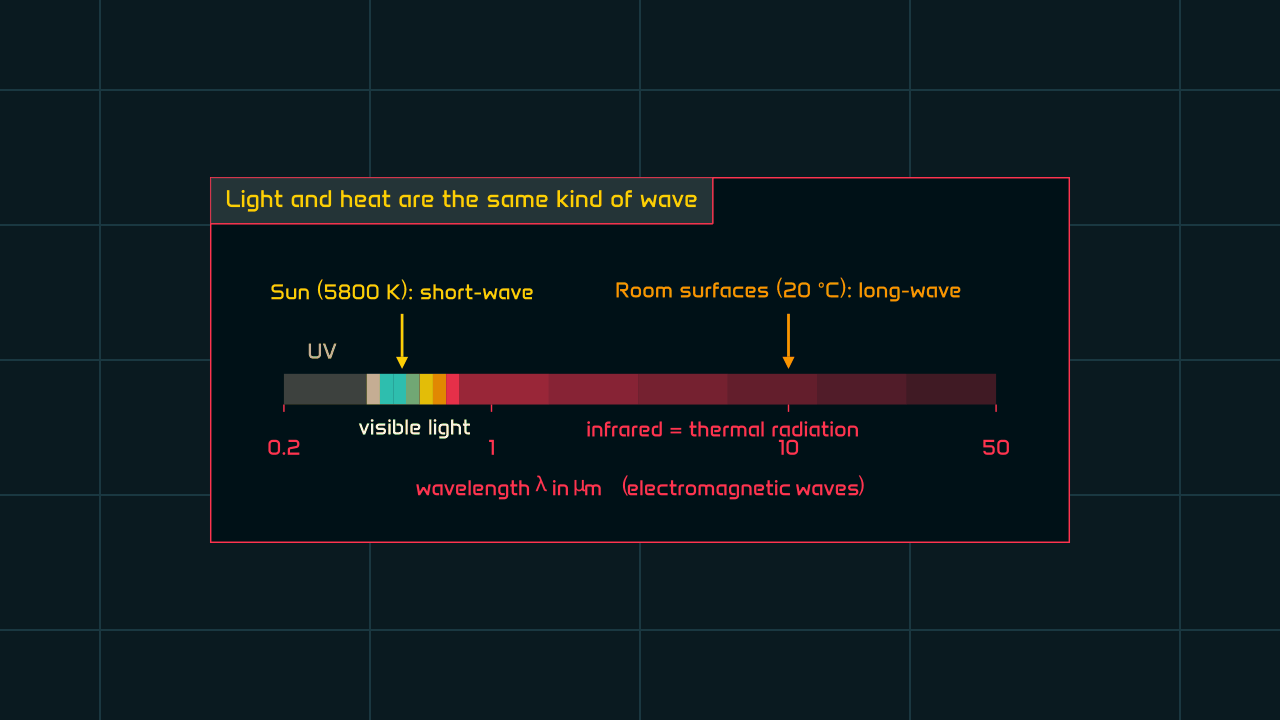 Light and heat are the same kind of wave
Sun (5800 K): short-wave
Room surfaces (20 °C): long-wave
UV
visible light
infrared = thermal radiation
0.2
1
10
50
wavelength λ in μm (electromagnetic waves)